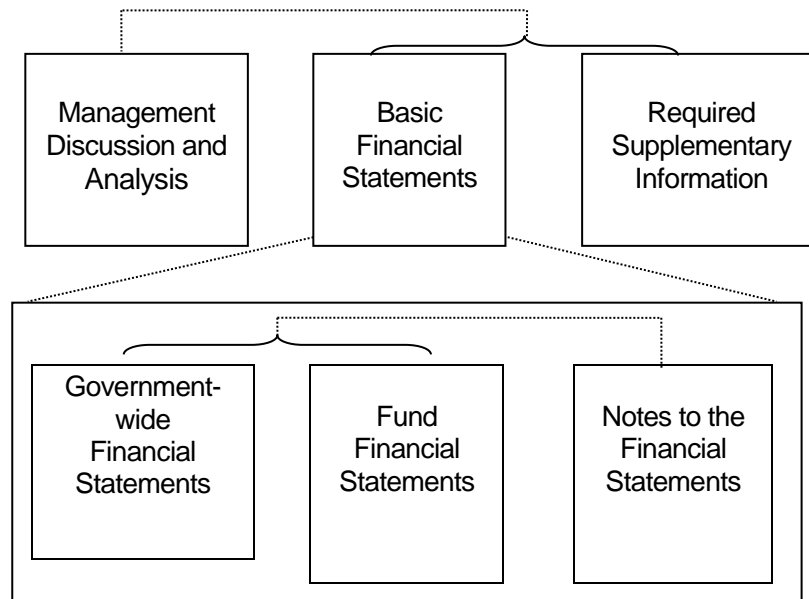 Management
Discussion and
Analysis
Basic
Financial
Statements
Required
Supplementary
Information
Government-
wide
Financial
Statements
Fund
Financial
Statements
Notes to the
Financial
Statements